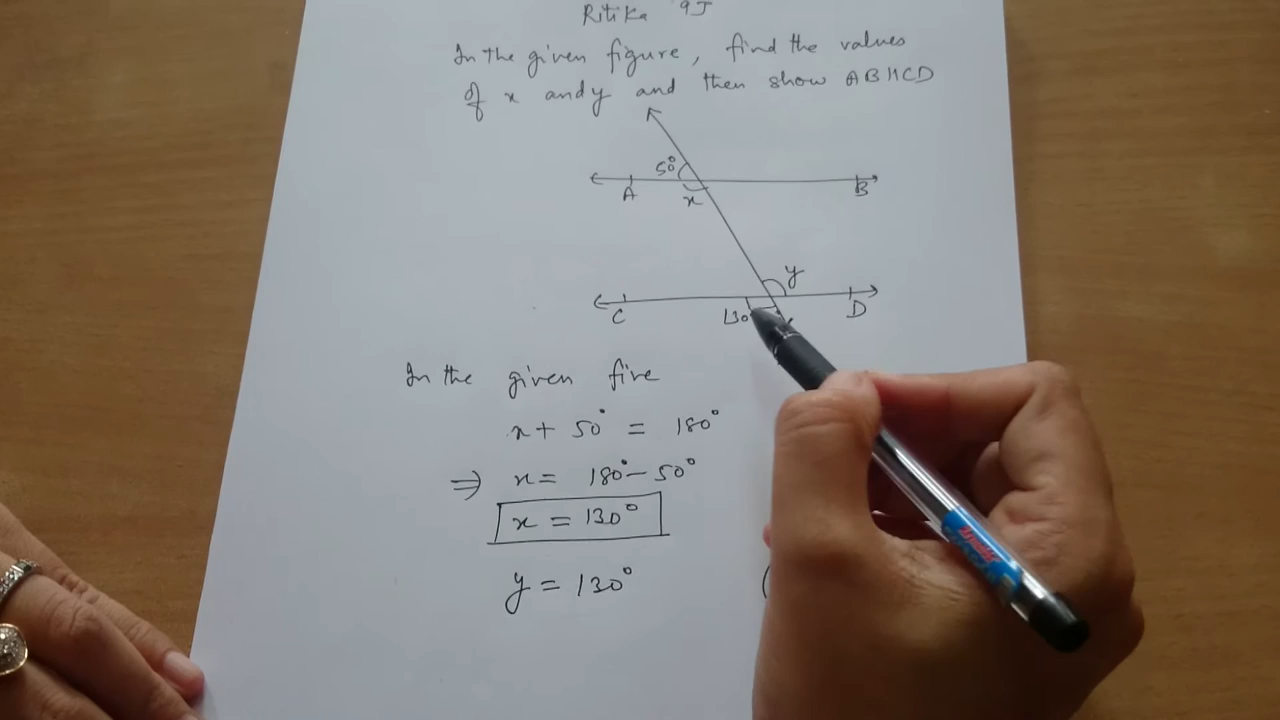 Ritika 9J
In the given figure, find the values
of x and y and then show AB ∥ CD
50°
A
x
B
y
C
130
D
In the given five
x + 50° = 180°
⇒ x = 180° - 50°
x = 130°
y = 130°
(